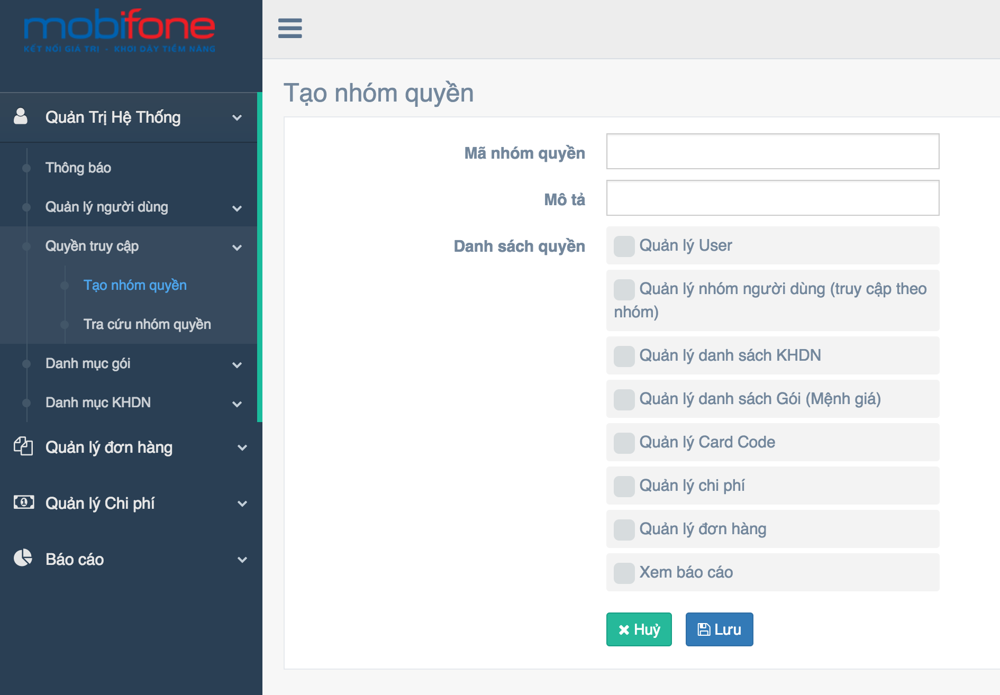 mobifone
KẾT NỐI GIÁ TRỊ - KHƠI DẬY TIỀM NĂNG
Quản Trị Hệ Thống
Thông báo
Quản lý người dùng
Quyền truy cập
Tạo nhóm quyền
Tra cứu nhóm quyền
Danh mục gói
Danh mục KHDN
Quản lý đơn hàng
Quản lý Chi phí
Báo cáo
Tạo nhóm quyền
Mã nhóm quyền
Mô tả
Danh sách quyền
Quản lý User
Quản lý nhóm người dùng (truy cập theo
nhóm)
Quản lý danh sách KHDN
Quản lý danh sách Gói (Mệnh giá)
Quản lý Card Code
Quản lý chi phí
Quản lý đơn hàng
Xem báo cáo
Huỷ
Lưu